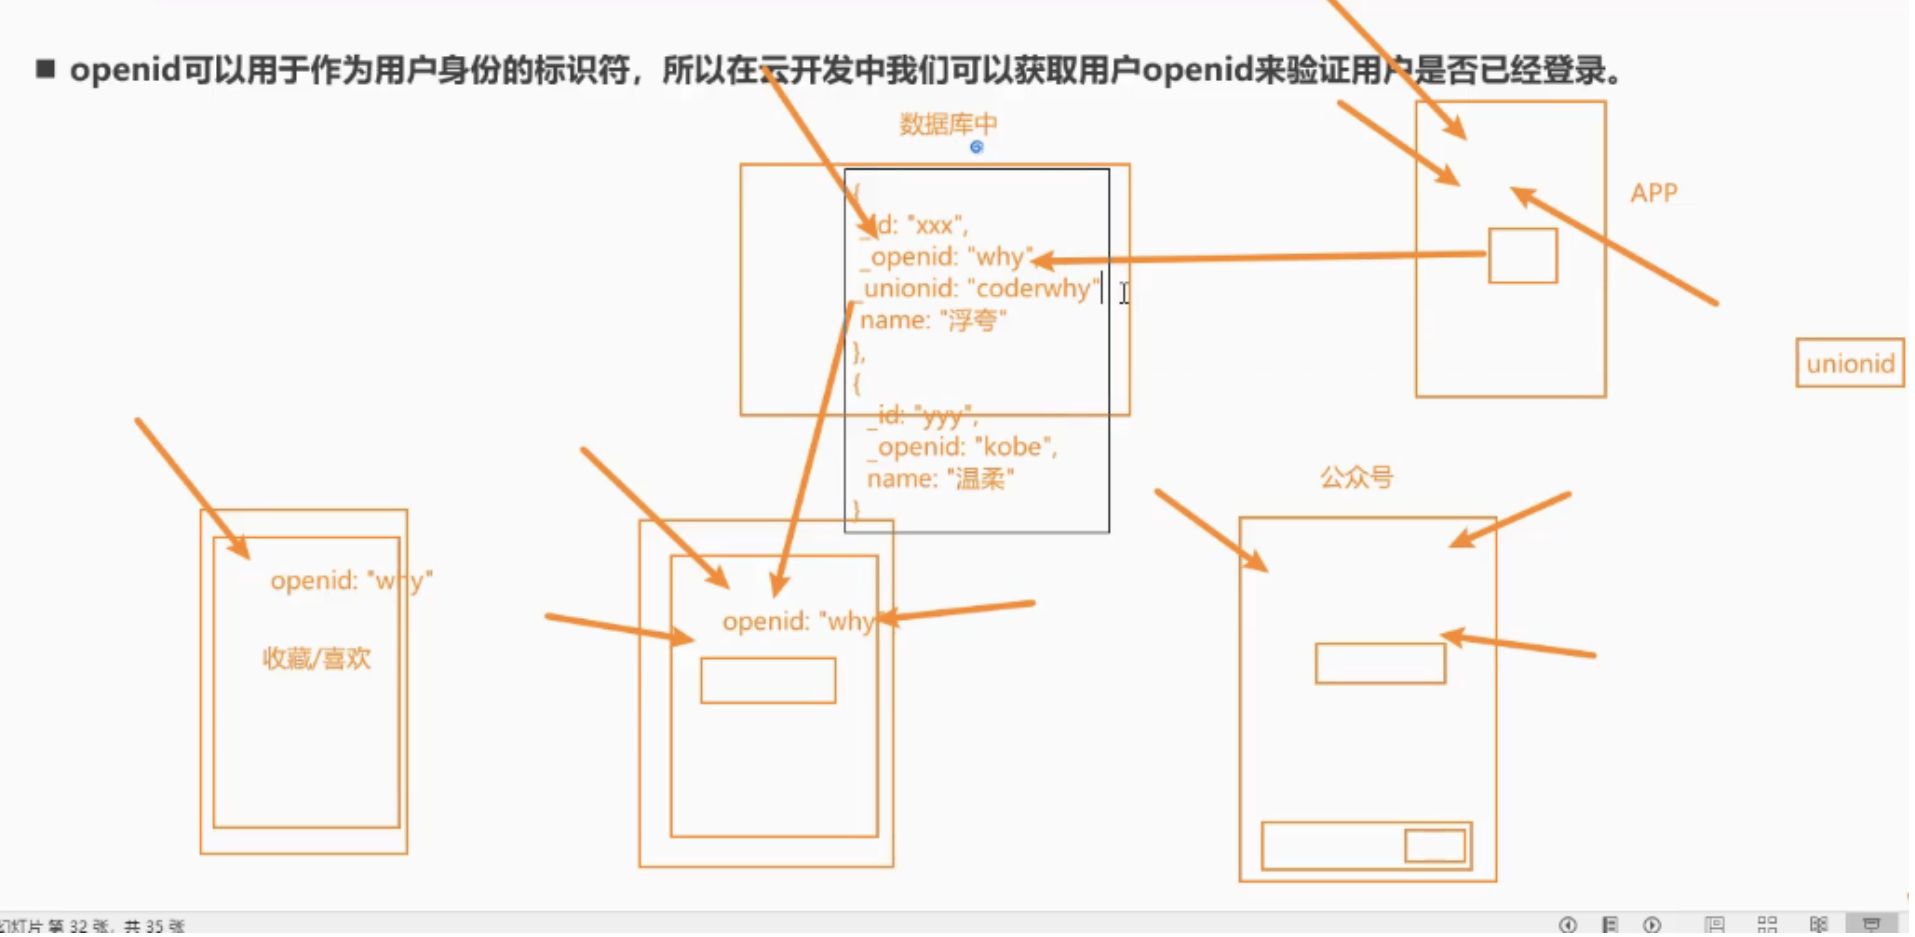 ■ openid可以用于作为用户身份的标识符，所以在云开发中我们可以获取用户openid来验证用户是否已经登录。
数据库中
{
_id: "xxx",
_openid: "why"
_unionid: "coderwhy"
name: "浮夸"
},
{
_id: "yyy",
_openid: "kobe",
name: "温柔"
}
APP
unionid
公众号
openid: "why"
收藏/喜欢
openid: "why
幻灯片 第 32 张，共 35 张